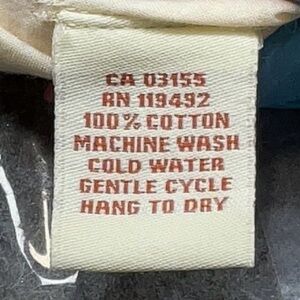 CA 03155
RN 119492
100% COTTON
MACHINE WASH
COLD WATER
GENTLE CYCLE
HANG TO DRY